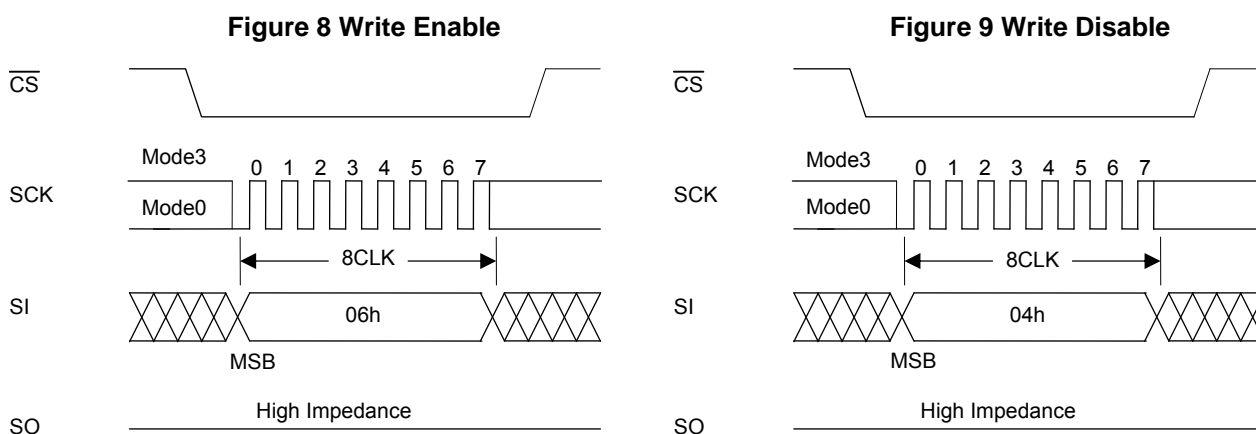 Figure 8 Write Enable
CS
Mode3
0 1 2 3 4 5 6 7
SCK
Mode0
8CLK
SI
06h
MSB
High Impedance
SO
Figure 9 Write Disable
CS
Mode3
0 1 2 3 4 5 6 7
SCK
Mode0
8CLK
SI
04h
MSB
High Impedance
SO